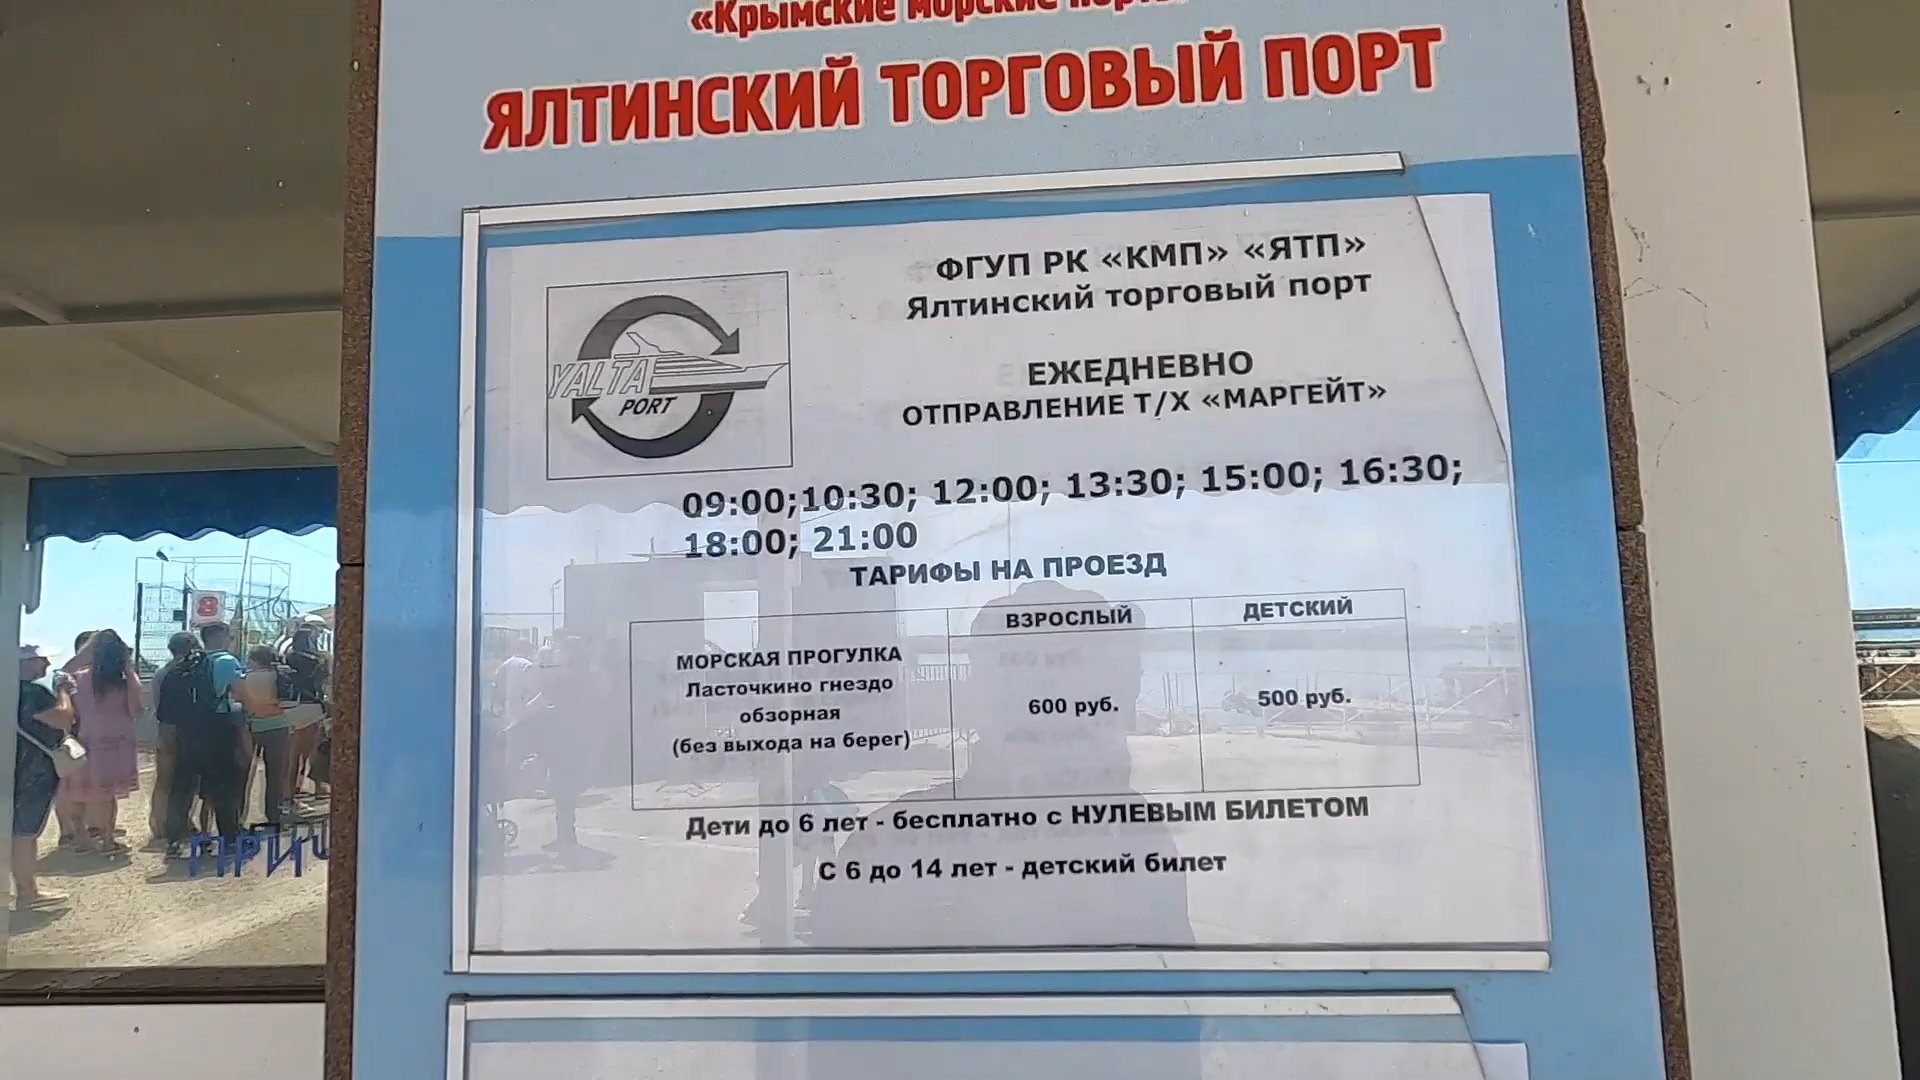 «Крымские морские порты»
ЯЛТИНСКИЙ ТОРГОВЫЙ ПОРТ
ФГУП РК «КМП» «ЯТП»
Ялтинский торговый порт
YALTA
PORT
ЕЖЕДНЕВНО
ОТПРАВЛЕНИЕ Т/Х «МАРГЕЙТ»
09:00;10:30; 12:00; 13:30; 15:00; 16:30;
18:00; 21:00
ТАРИФЫ НА ПРОЕЗД
ВЗРОСЛЫЙ
ДЕТСКИЙ
МОРСКАЯ ПРОГУЛКА
Ласточкино гнездо
обзорная
(без выхода на берег)
600 руб.
500 руб.
Дети до 6 лет - бесплатно с НУЛЕВЫМ БИЛЕТОМ
С 6 до 14 лет - детский билет
8